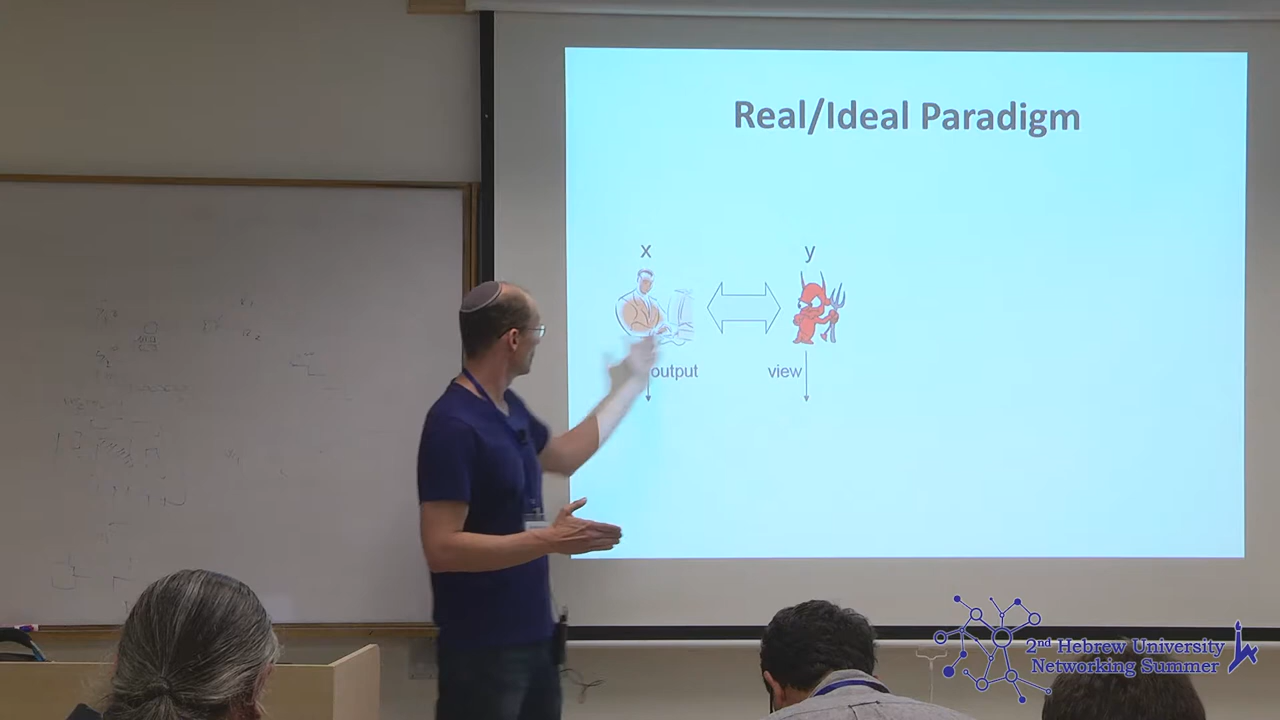 Real/Ideal Paradigm
x y
output view
2nd Hebrew University
Networking Summer